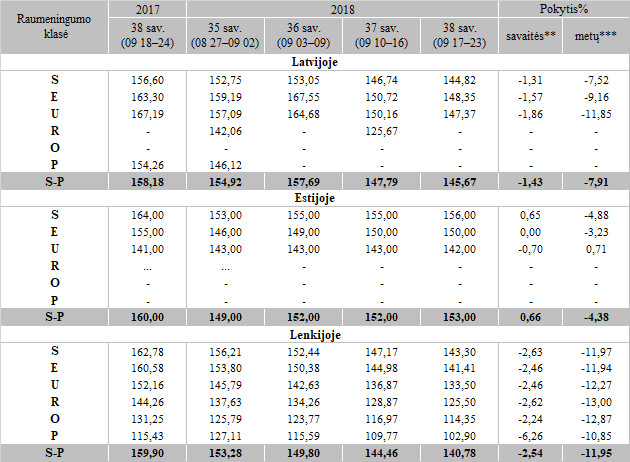 Raumeningumo klasė 2017 2018 Pokytis%
38 sav. (09 18–24) 35 sav. (08 27–09 02) 36 sav. (09 03–09) 37 sav. (09 10–16) 38 sav. (09 17–23) savaitės** metų***
Latvijoje
S 156,60 152,75 153,05 146,74 144,82 -1,31 -7,52
E 163,30 159,19 167,55 150,72 148,35 -1,57 -9,16
U 167,19 157,09 164,68 150,16 147,37 -1,86 -11,85
R - 142,06 - 125,67 - - -
O - - - - - - -
P 154,26 146,12 - - - - -
S-P 158,18 154,92 157,69 147,79 145,67 -1,43 -7,91
Estijoje
S 164,00 153,00 155,00 155,00 156,00 0,65 -4,88
E 155,00 146,00 149,00 150,00 150,00 0,00 -3,23
U 141,00 143,00 143,00 143,00 142,00 -0,70 0,71
R ... ... - - - - -
O - - - - - - -
P - - - - - - -
S-P 160,00 149,00 152,00 152,00 153,00 0,66 -4,38
Lenkijoje
S 162,78 156,21 152,44 147,17 143,30 -2,63 -11,97
E 160,58 153,80 150,38 144,98 141,41 -2,46 -11,94
U 152,16 145,79 142,63 136,87 133,50 -2,46 -12,27
R 144,26 137,63 134,26 128,87 125,50 -2,62 -13,00
O 131,25 125,79 123,77 116,97 114,35 -2,24 -12,87
P 115,43 127,11 115,59 109,77 102,90 -6,26 -10,85
S-P 159,90 153,28 149,80 144,46 140,78 -2,54 -11,95